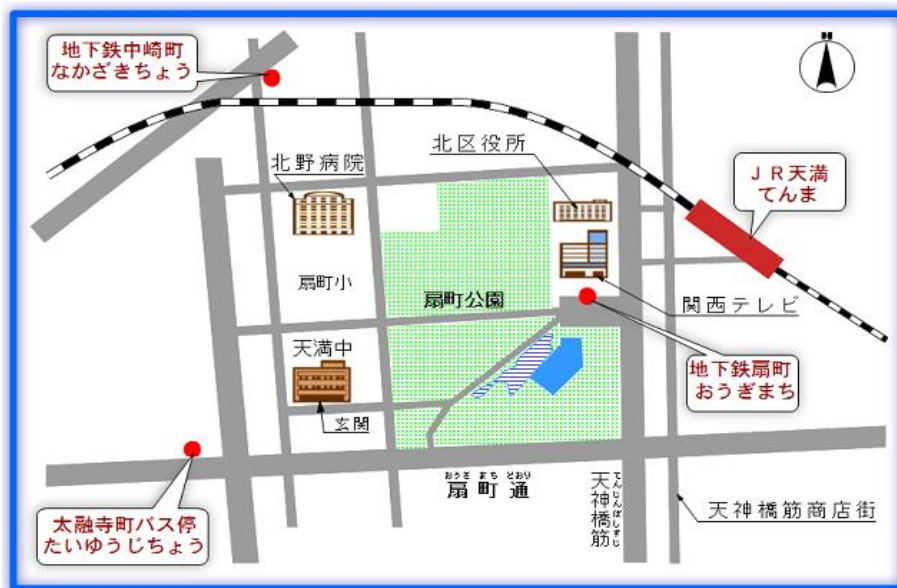 地下鉄中崎町
なかざきちょう
N
北野病院
北区役所
ＪＲ天満
てんま
扇町小
扇町公園
関西テレビ
天満中
地下鉄扇町
おうぎまち
玄関
おうぎまちとおり
扇町通
てんじんばしすじ
天神橋筋
天神橋筋商店街
太融寺町バス停
たいゆうじちょう